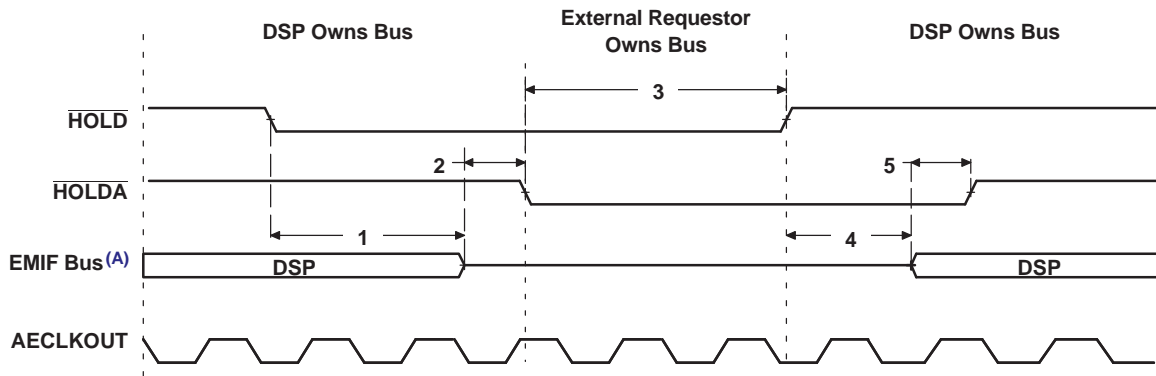 DSP Owns Bus
External Requestor
Owns Bus
DSP Owns Bus
3
HOLD
2
5
HOLDA
1
4
EMIF Bus(A)
DSP
DSP
AECLKOUT